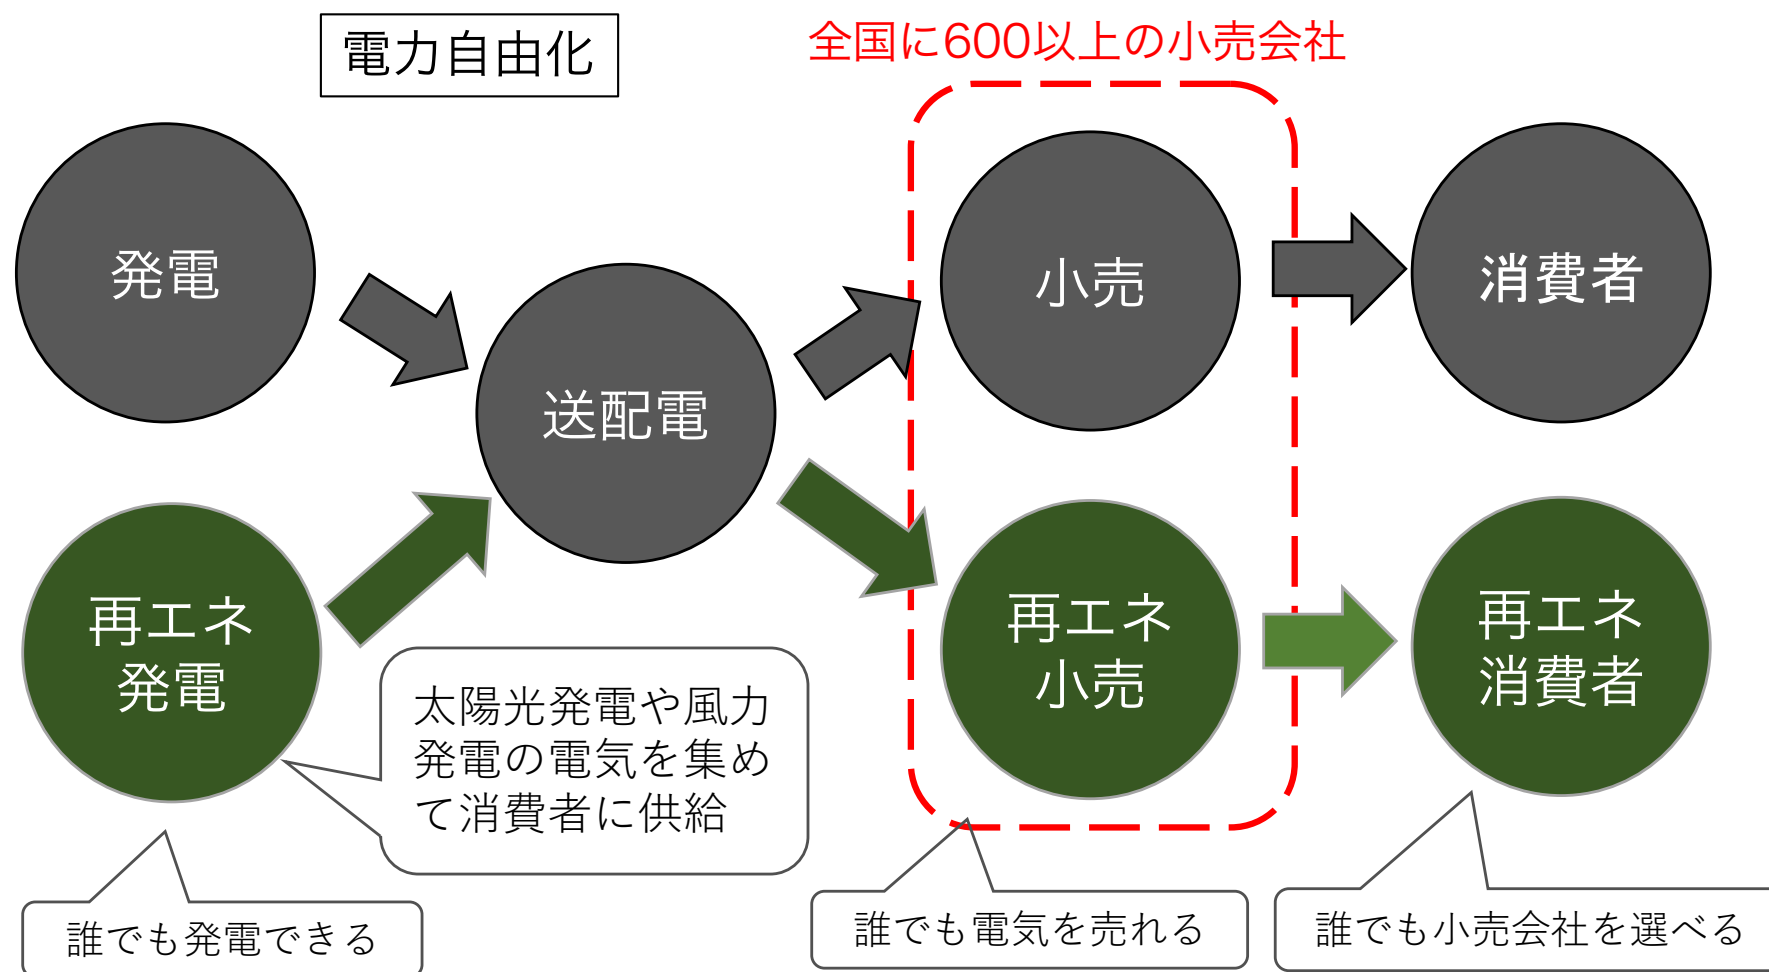 電力自由化
全国に600以上の小売会社
発電
送配電
小売
消費者
再エネ
発電
再エネ
小売
再エネ
消費者
太陽光発電や風力
発電の電気を集め
て消費者に供給
誰でも発電できる
誰でも電気を売れる
誰でも小売会社を選べる